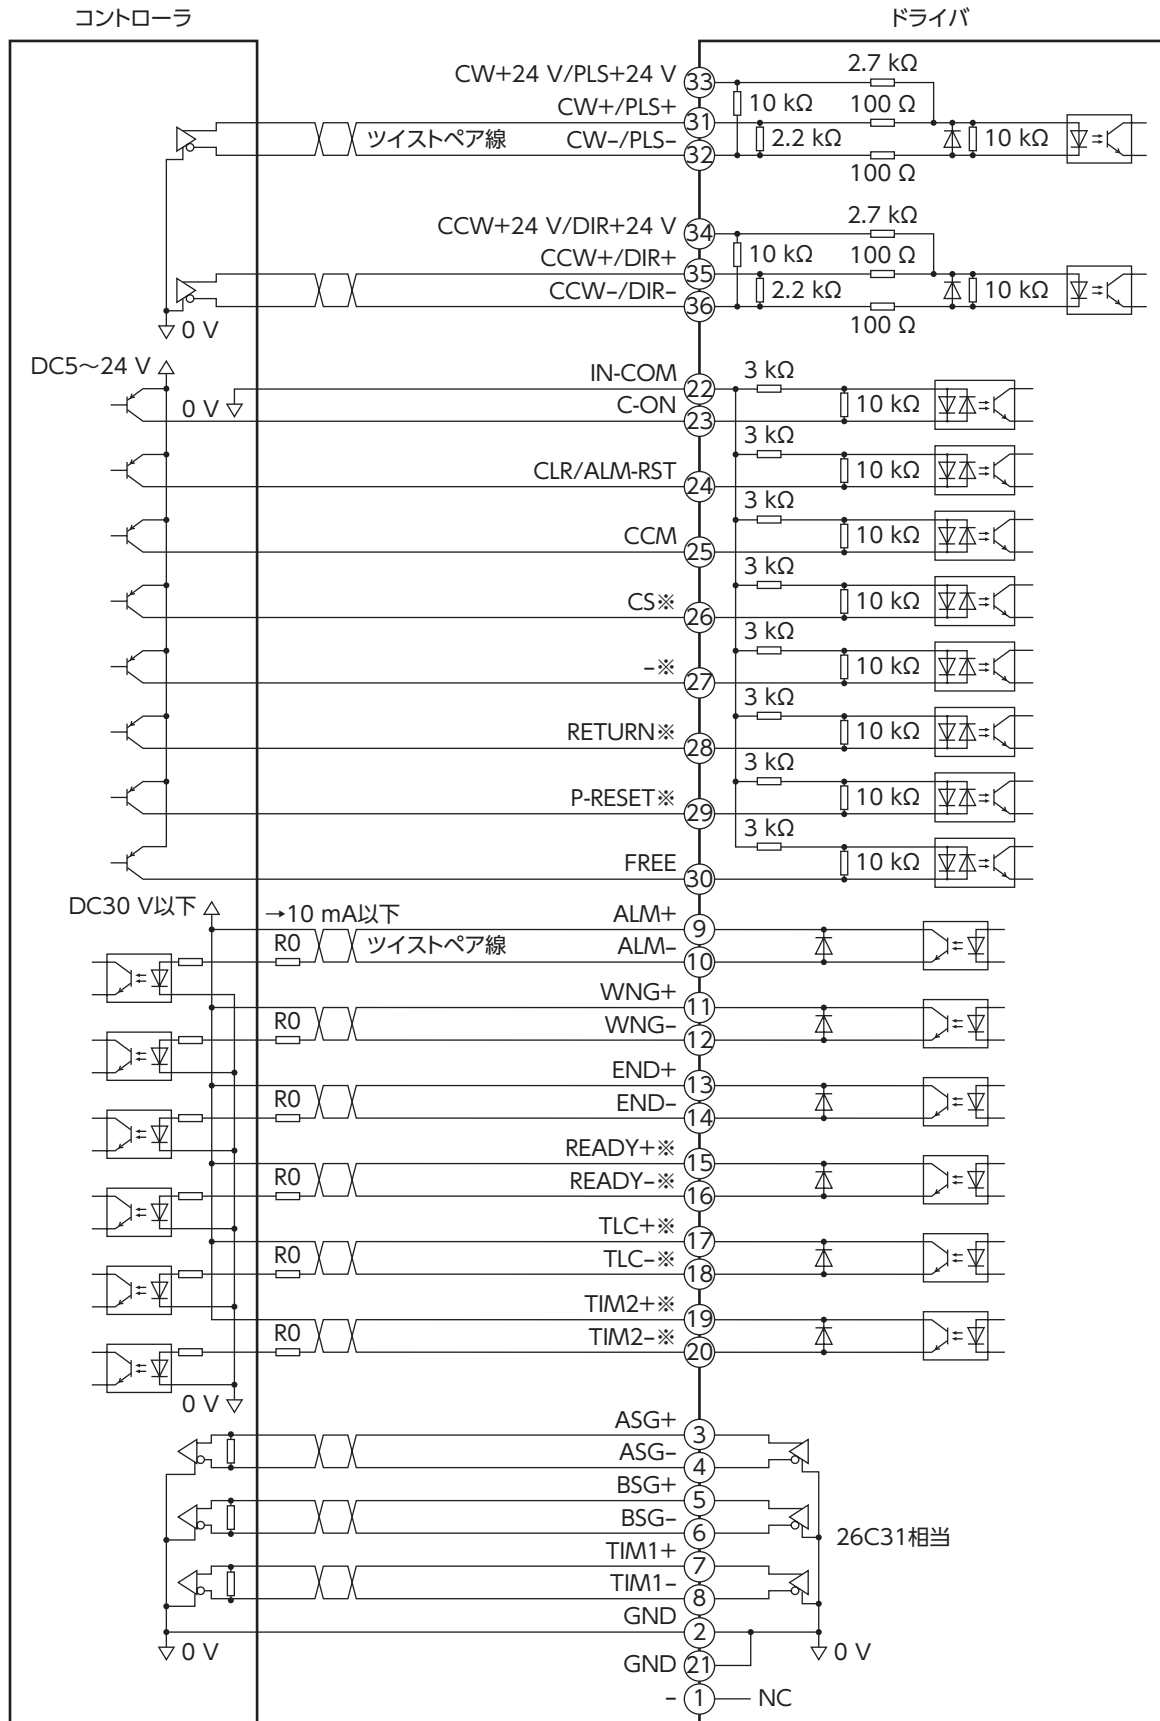 コントローラ
ドライバ
CW+24 V/PLS+24 V
33
2.7 kΩ
10 kΩ
CW+/PLS+
31
100 Ω
ツイストペア線
CW-/PLS-
32
2.2 kΩ
10 kΩ
100 Ω
CCW+24 V/DIR+24 V
34
2.7 kΩ
10 kΩ
CCW+/DIR+
35
100 Ω
CCW-/DIR-
36
2.2 kΩ
10 kΩ
100 Ω
0 V
DC5～24 V
IN-COM
22
3 kΩ
0 V
C-ON
23
10 kΩ
3 kΩ
CLR/ALM-RST
24
10 kΩ
3 kΩ
CCM
25
10 kΩ
3 kΩ
CS※
26
10 kΩ
3 kΩ
-※
27
10 kΩ
3 kΩ
RETURN※
28
10 kΩ
3 kΩ
P-RESET※
29
10 kΩ
3 kΩ
FREE
30
10 kΩ
DC30 V以下
→10 mA以下
ALM+
9
R0
ツイストペア線
ALM-
10
WNG+
11
R0
WNG-
12
END+
13
R0
END-
14
READY+※
15
R0
READY-※
16
TLC+※
17
R0
TLC-※
18
TIM2+※
19
R0
TIM2-※
20
0 V
ASG+
3
ASG-
4
BSG+
5
BSG-
6
26C31相当
TIM1+
7
TIM1-
8
GND
2
0 V
0 V
GND
21
-
1
NC